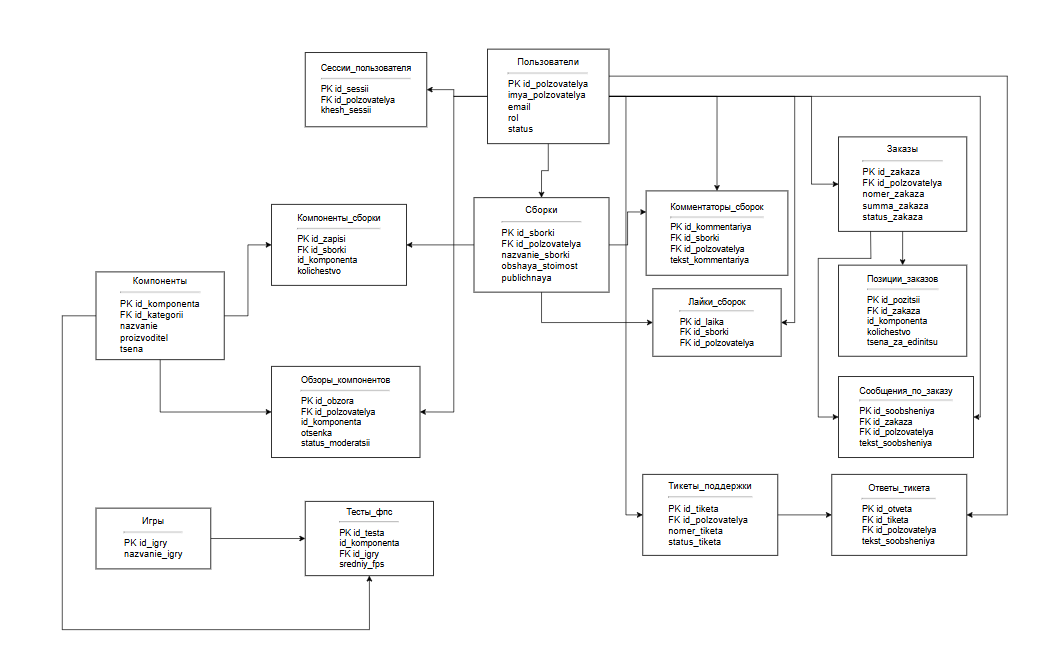 Сессии_пользователя
PK id_sessii
FK id_polzovatelya
khesh_sessii
Пользователи
PK id_polzovatelya
imya_polzovatelya
email
rol
status
Заказы
PK id_zakaza
FK id_polzovatelya
nomer_zakaza
summa_zakaza
status_zakaza
Компоненты_сборки
PK id_zapisi
FK id_sborki
id_komponenta
kolichestvo
Сборки
PK id_sborki
FK id_polzovatelya
nazvanie_sborki
obshaya_stoimost
publichnaya
Комментаторы_сборок
PK id_kommentariya
FK id_sborki
FK id_polzovatelya
tekst_kommentariya
Компоненты
PK id_komponenta
FK id_kategorii
nazvanie
proizvoditel
tsena
Лайки_сборок
PK id_laika
FK id_sborki
FK id_polzovatelya
Позиции_заказов
PK id_pozitsii
FK id_zakaza
id_komponenta
kolichestvo
tsena_za_edinitsu
Обзоры_компонентов
PK id_obzora
FK id_polzovatelya
id_komponenta
otsenka
status_moderatsii
Сообщения_по_заказу
PK id_soobsheniya
FK id_zakaza
FK id_polzovatelya
tekst_soobsheniya
Игры
PK id_igry
nazvanie_igry
Тесты_фпс
PK id_testa
id_komponenta
FK id_igry
sredniy_fps
Тикеты_поддержки
PK id_tiketa
FK id_polzovatelya
nomer_tiketa
status_tiketa
Ответы_тикета
PK id_otveta
FK id_tiketa
FK id_polzovatelya
tekst_soobsheniya